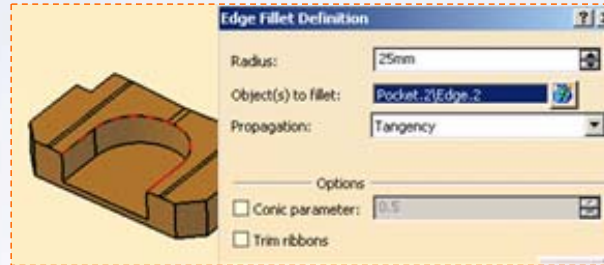 Edge Fillet Definition
Radius: 25mm
Object(s) to fillet: Pocket.2\Edge.2
Propagation: Tangency
Options
Conic parameter: 0.5
Trim ribbons